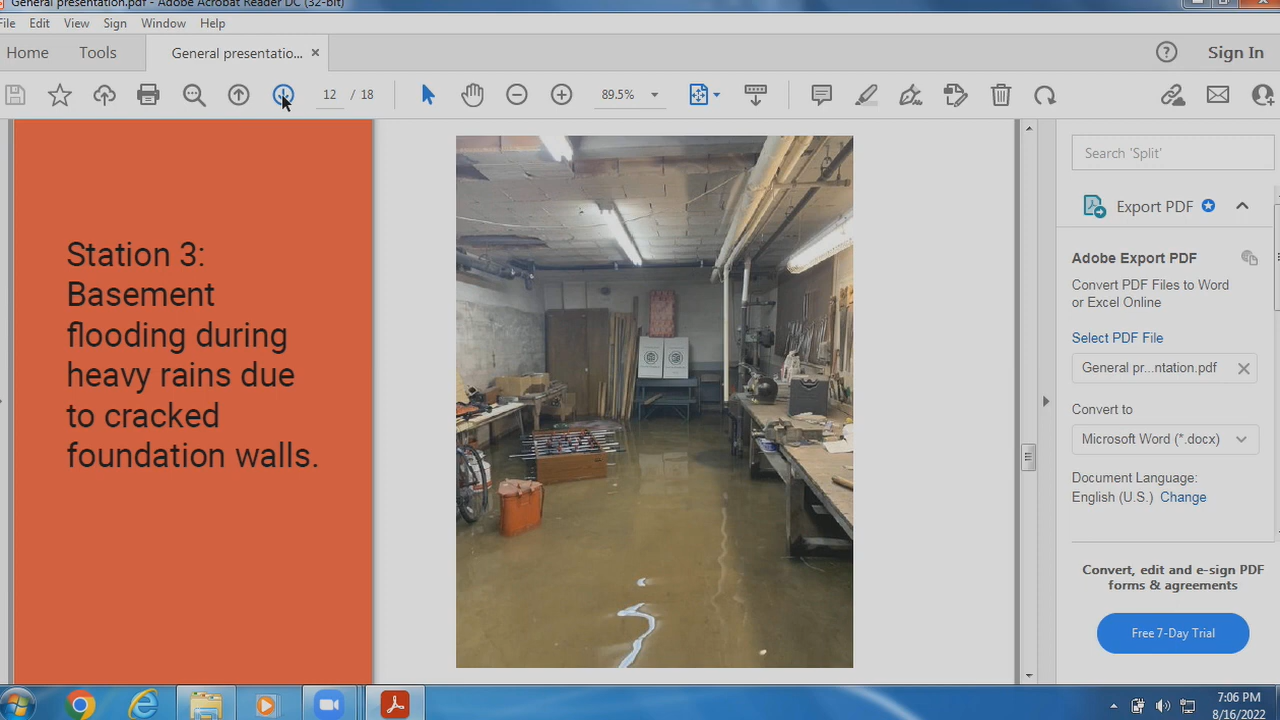 General presentation.pdf - Adobe Acrobat Reader DC (32-bit)
File Edit View Sign Window Help
Home Tools General presentatio... × Sign In
12 / 18 89.5%
Station 3:
Basement
flooding during
heavy rains due
to cracked
foundation walls.
Search 'Split'
Export PDF
Adobe Export PDF
Convert PDF Files to Word
or Excel Online
Select PDF File
General pr...ntation.pdf
Convert to
Microsoft Word (*.docx)
Document Language:
English (U.S.) Change
Convert, edit and e-sign PDF
forms & agreements
Free 7-Day Trial
7:06 PM
8/16/2022